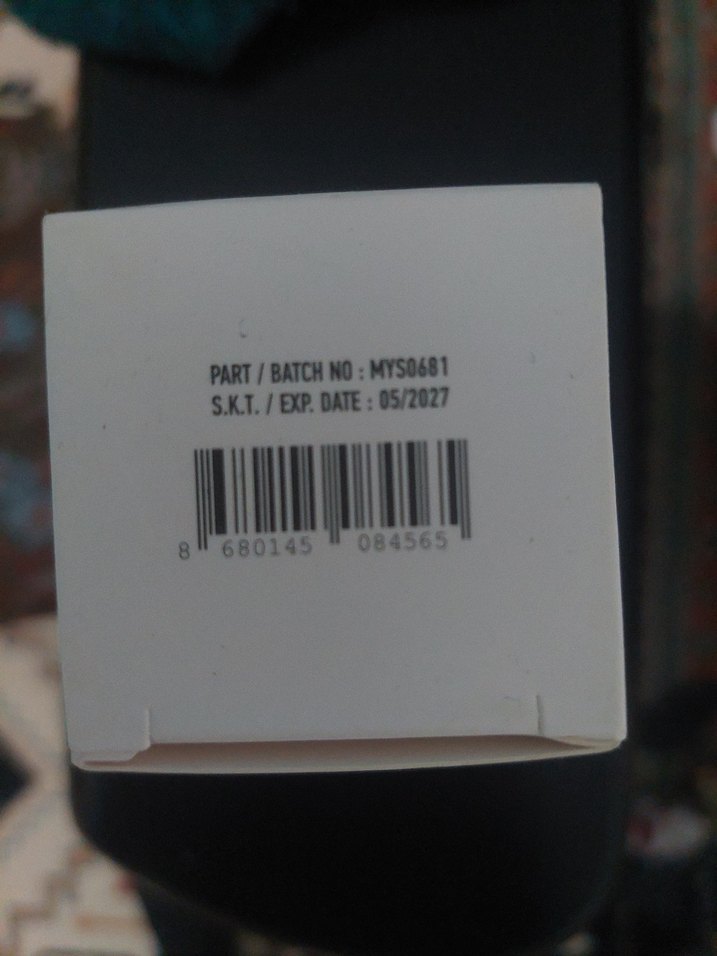 PART / BATCH NO : MYS0681
S.K.T. / EXP. DATE : 05/2027
8 680145 084565